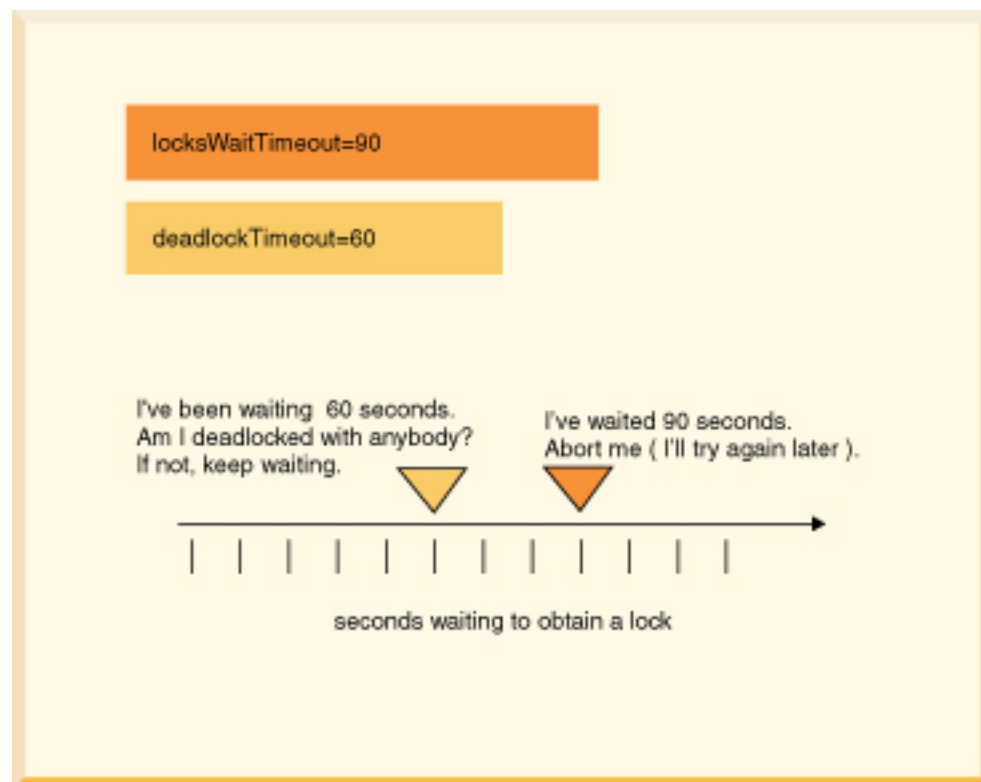 locksWaitTimeout=90
deadlockTimeout=60
I've been waiting 60 seconds.
Am I deadlocked with anybody?
If not, keep waiting.
I've waited 90 seconds.
Abort me ( I'll try again later ).
seconds waiting to obtain a lock